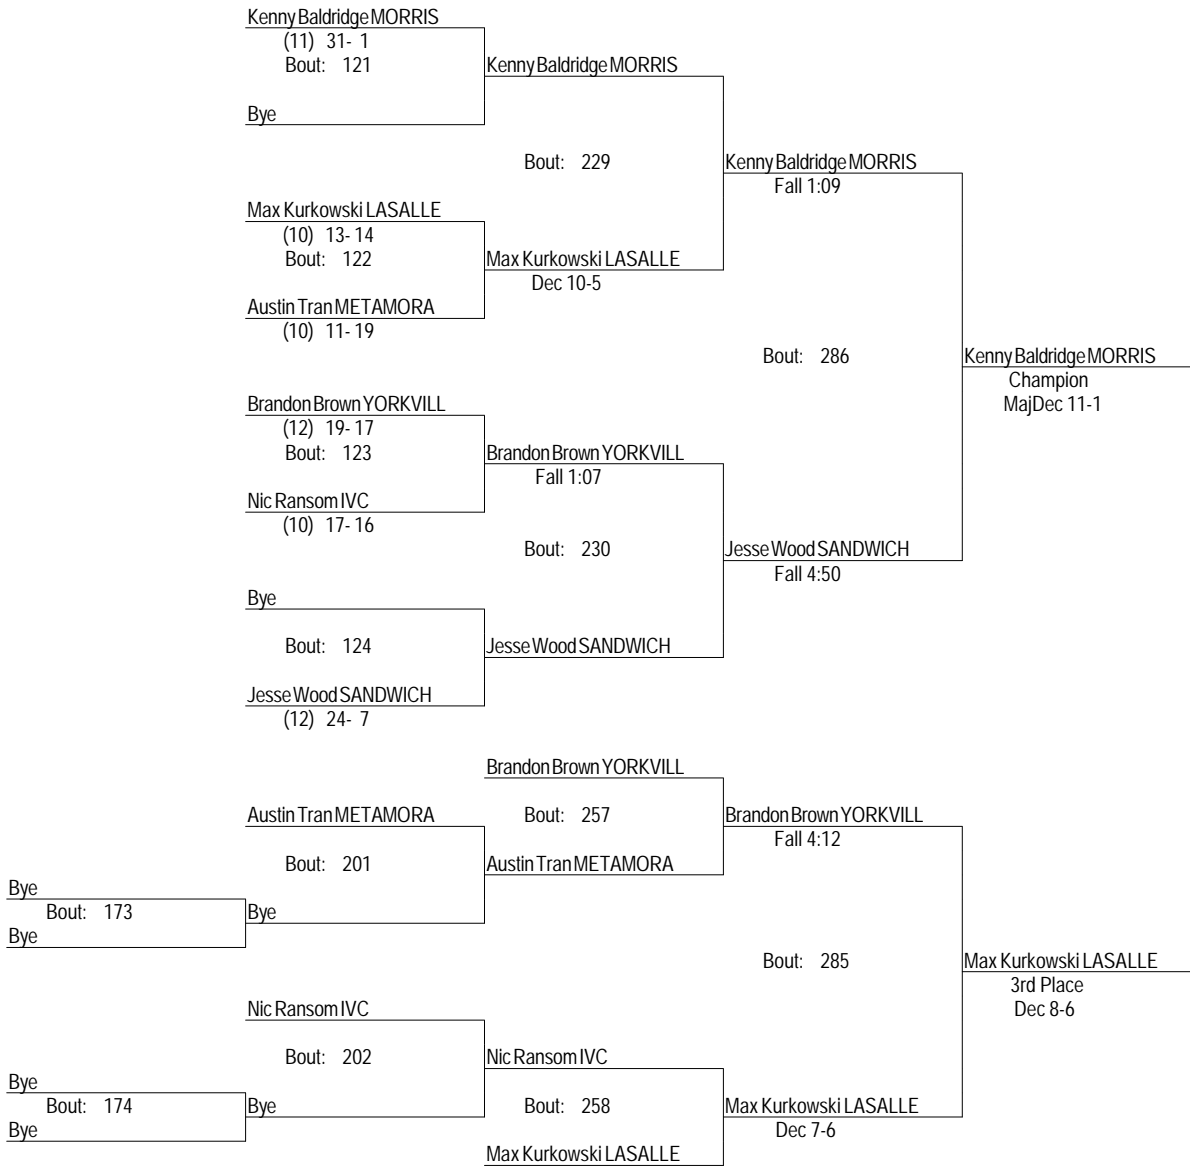 Kenny Baldridge MORRIS
(11) 31- 1
Bout: 121
Kenny Baldridge MORRIS
Bye
Bout: 229
Kenny Baldridge MORRIS
Fall 1:09
Max Kurkowski LASALLE
(10) 13- 14
Bout: 122
Max Kurkowski LASALLE
Dec 10-5
Austin Tran METAMORA
(10) 11- 19
Bout: 286
Kenny Baldridge MORRIS
Champion
MajDec 11-1
Brandon Brown YORKVILL
(12) 19- 17
Bout: 123
Brandon Brown YORKVILL
Fall 1:07
Nic Ransom IVC
(10) 17- 16
Bout: 230
Jesse Wood SANDWICH
Fall 4:50
Bye
Bout: 124
Jesse Wood SANDWICH
Jesse Wood SANDWICH
(12) 24- 7
Brandon Brown YORKVILL
Austin Tran METAMORA
Bout: 257
Brandon Brown YORKVILL
Fall 4:12
Bout: 201
Austin Tran METAMORA
Bye
Bout: 173
Bye
Bye
Bout: 285
Max Kurkowski LASALLE
3rd Place
Dec 8-6
Nic Ransom IVC
Bout: 202
Nic Ransom IVC
Bye
Bout: 174
Bye
Bye
Bout: 258
Max Kurkowski LASALLE
Dec 7-6
Max Kurkowski LASALLE